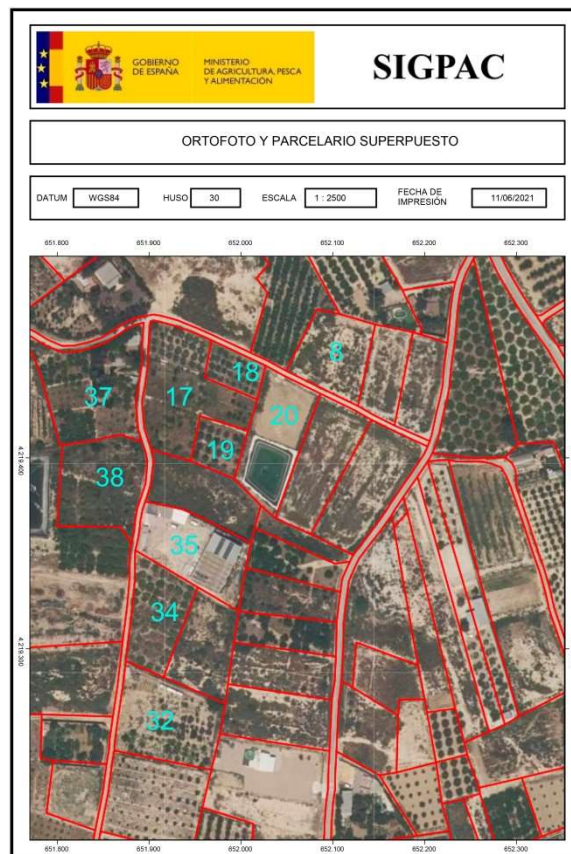 GOBIERNO
DE ESPAÑA
MINISTERIO
DE AGRICULTURA, PESCA
Y ALIMENTACIÓN
SIGPAC
ORTOFOTO Y PARCELARIO SUPERPUESTO
DATUM WGS84 HUSO 30 ESCALA 1 : 2500 FECHA DE
IMPRESIÓN 11/06/2021
651.800 651.900 652.000 652.100 652.200 652.300
8
18
37 17
20
4.219.400
19
38
35
34
4.219.300
32
651.800 651.900 652.000 652.100 652.200 652.300